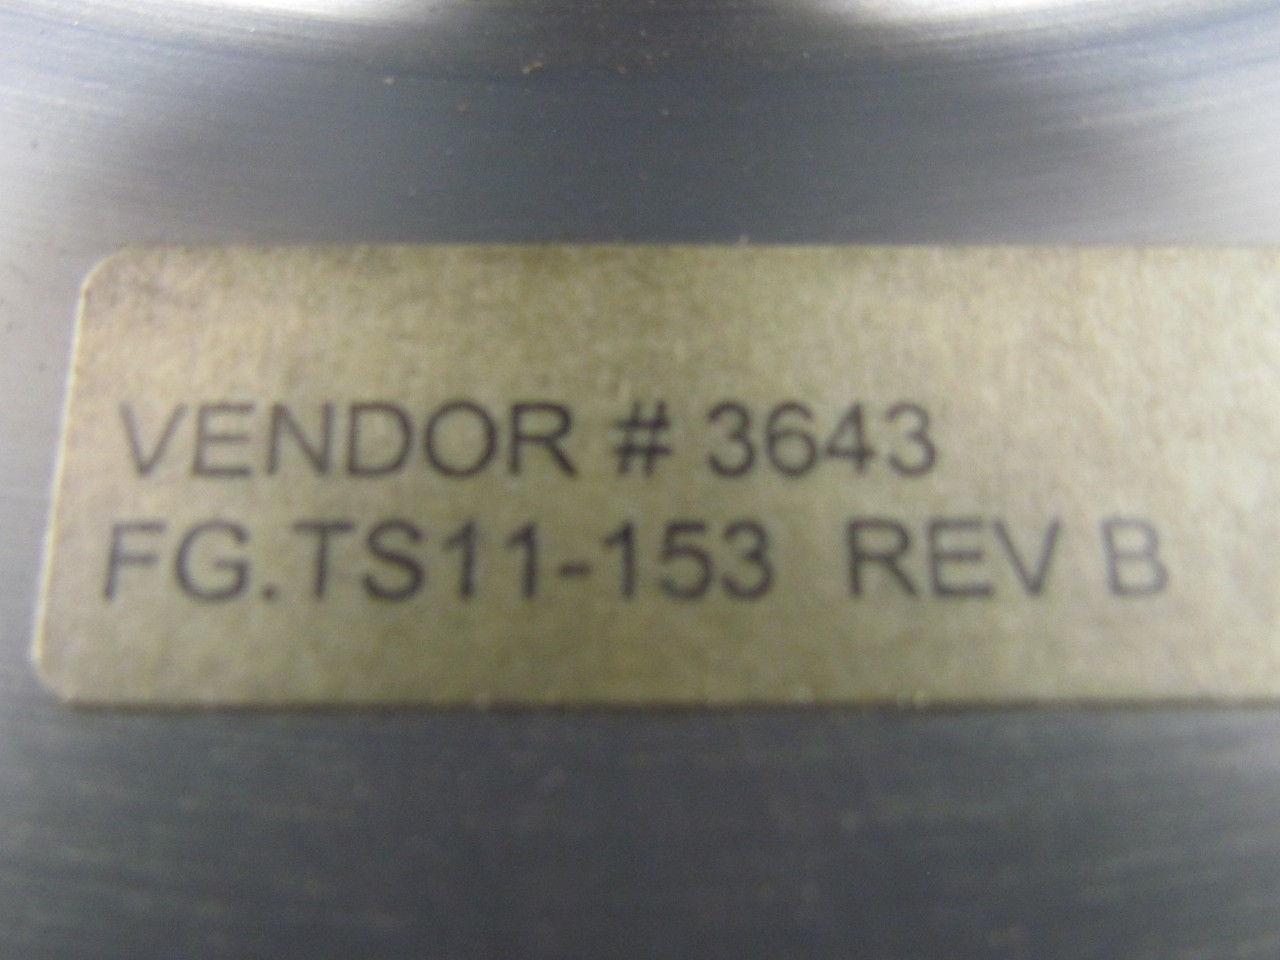 VENDOR # 3643
FG.TS11-153 REV B